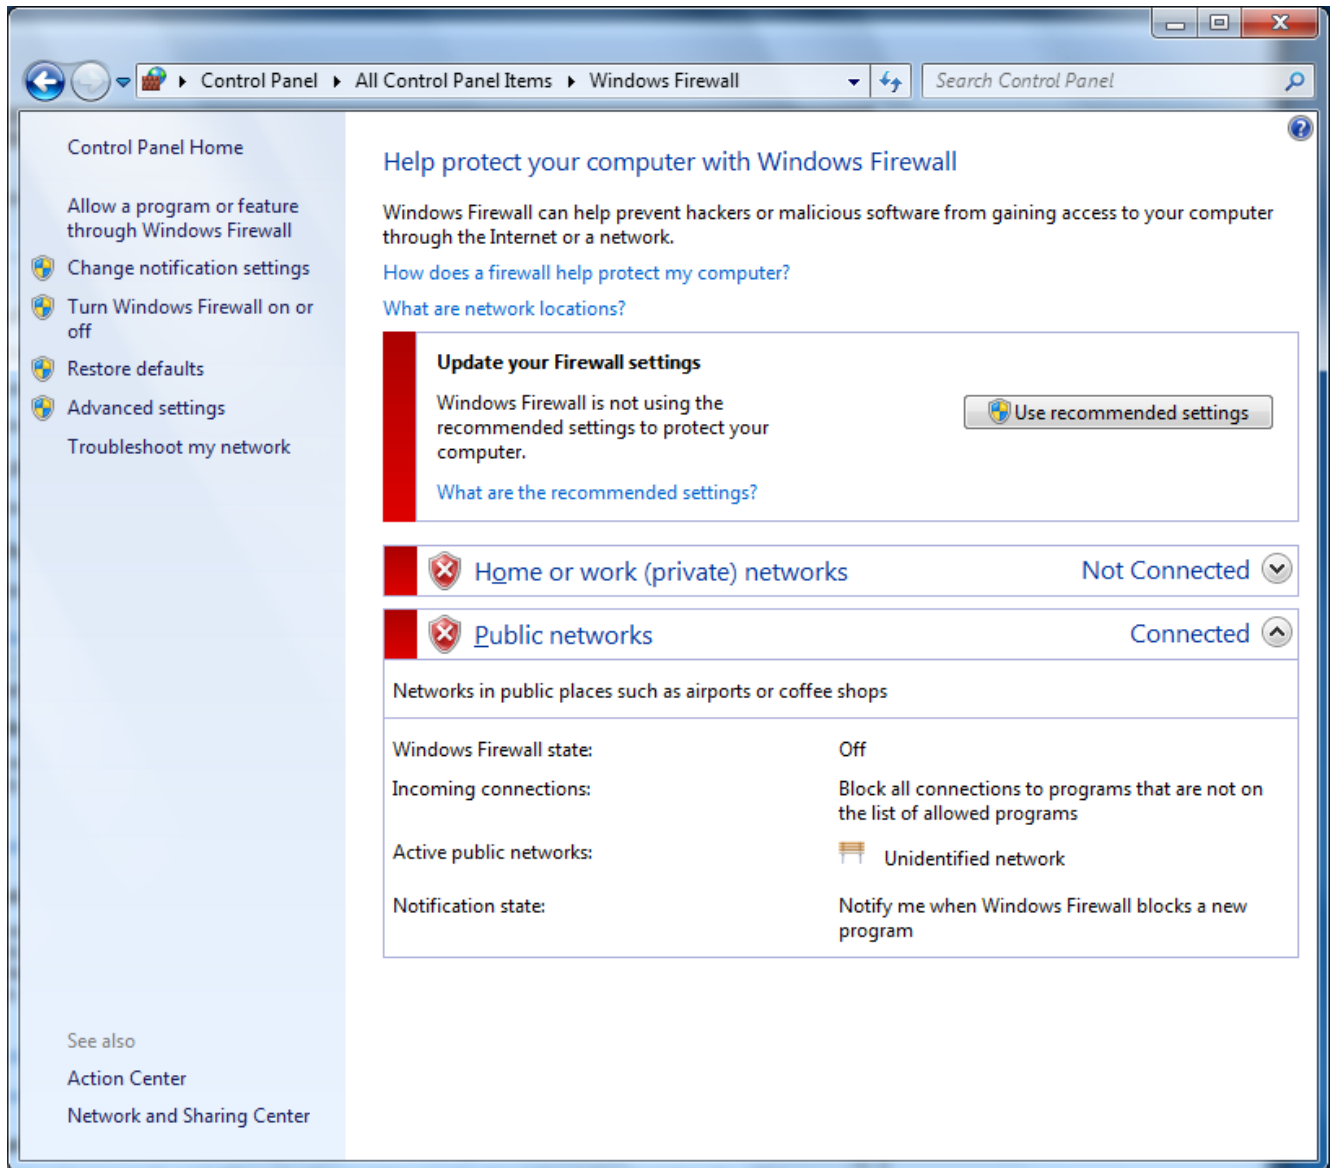 Control Panel
All Control Panel Items
Windows Firewall
Search Control Panel
Control Panel Home
Allow a program or feature
through Windows Firewall
Change notification settings
Turn Windows Firewall on or
off
Restore defaults
Advanced settings
Troubleshoot my network
See also
Action Center
Network and Sharing Center
Help protect your computer with Windows Firewall
Windows Firewall can help prevent hackers or malicious software from gaining access to your computer
through the Internet or a network.
How does a firewall help protect my computer?
What are network locations?
Update your Firewall settings
Windows Firewall is not using the
recommended settings to protect your
computer.
Use recommended settings
What are the recommended settings?
Home or work (private) networks Not Connected
Public networks Connected
Networks in public places such as airports or coffee shops
Windows Firewall state: Off
Incoming connections: Block all connections to programs that are not on
the list of allowed programs
Active public networks: Unidentified network
Notification state: Notify me when Windows Firewall blocks a new
program